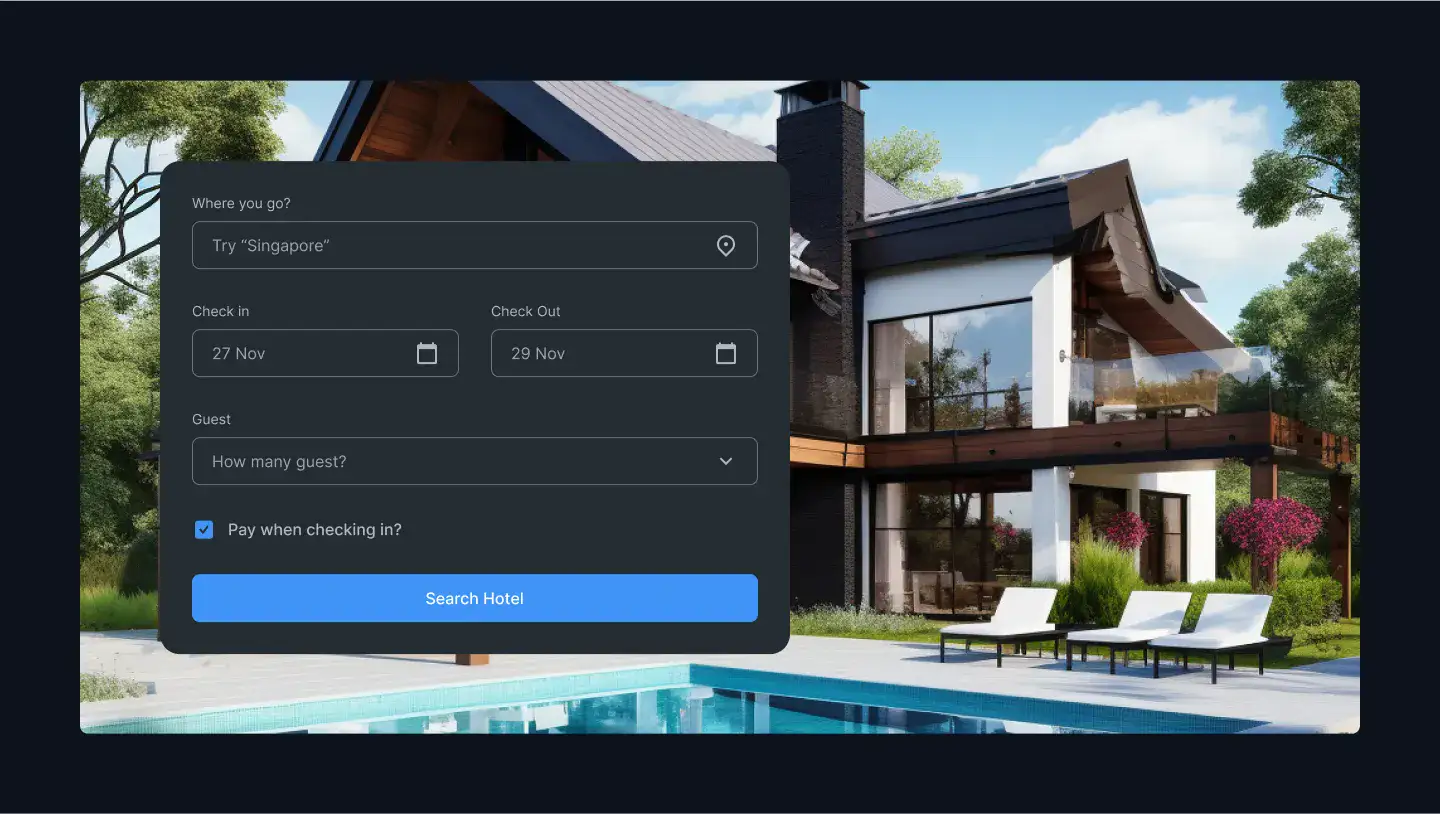 Where you go?
Try “Singapore“
Check in
Check Out
27 Nov
29 Nov
Guest
How many guest?
Pay when checking in?
Search Hotel